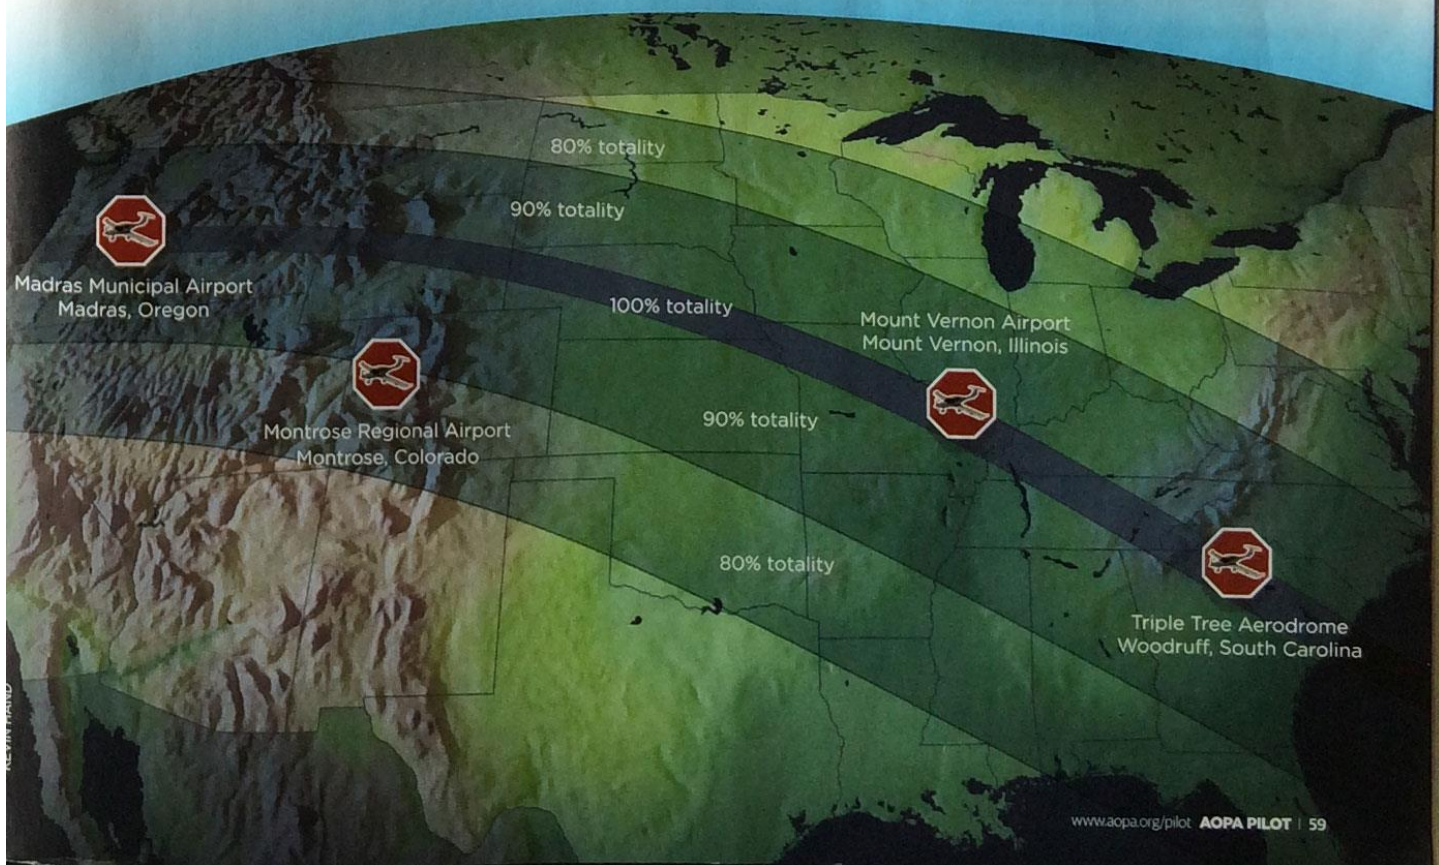 80% totality
90% totality
Madras Municipal Airport
Madras, Oregon
100% totality
Mount Vernon Airport
Mount Vernon, Illinois
Montrose Regional Airport
Montrose, Colorado
90% totality
80% totality
Triple Tree Aerodrome
Woodruff, South Carolina
KEVIN HAND
www.aopa.org/pilot AOPA PILOT | 59